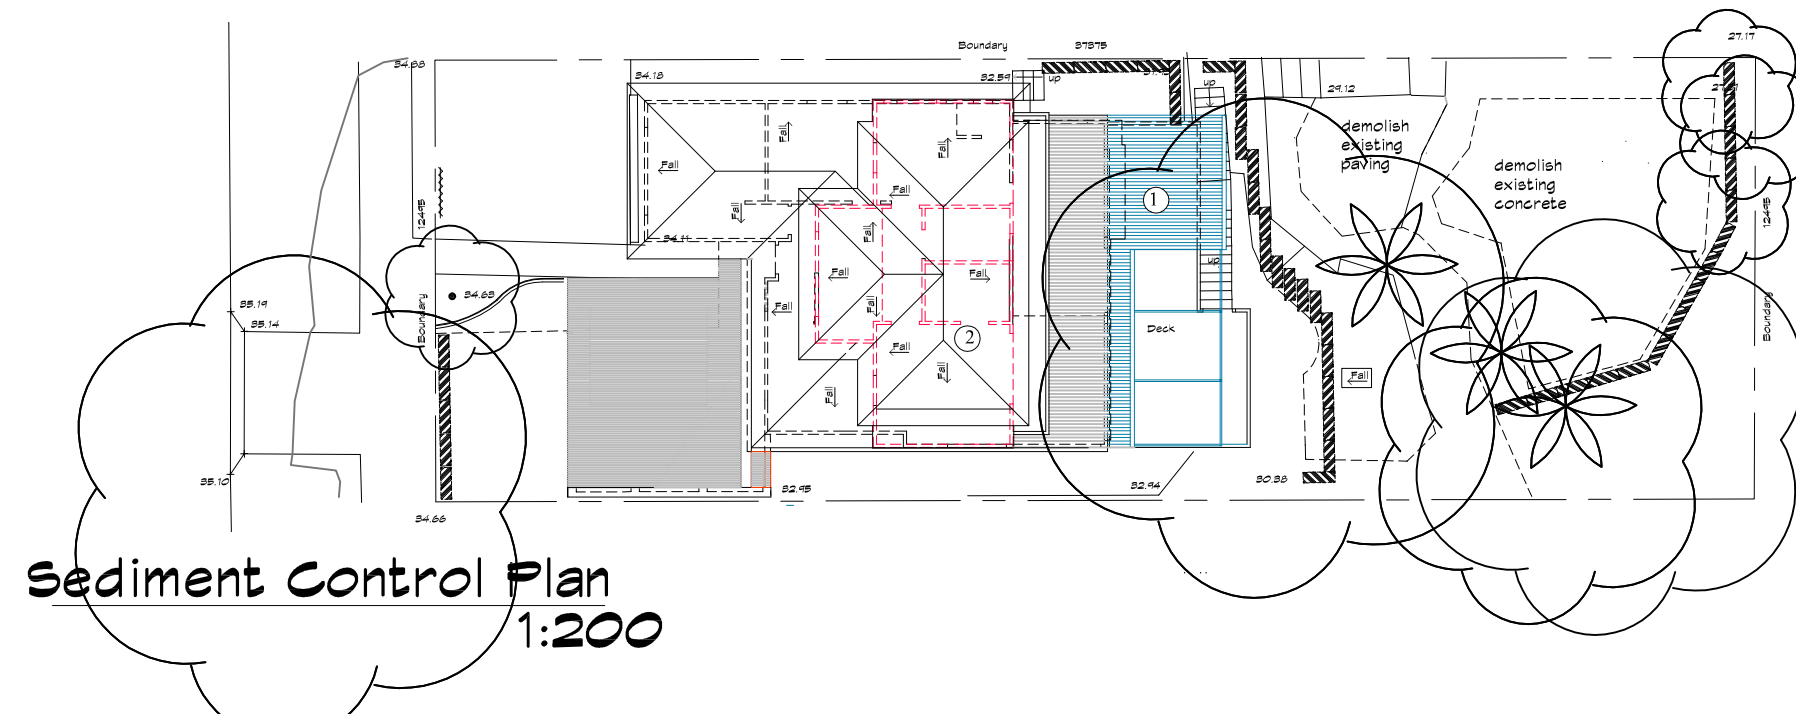 Boundary 37875
27.17
34.88
34.18
32.59
up
up
29.12
demolish
existing
paving
demolish
existing
concrete
Fall
Fall
Fall
Fall
Fall
1
12495
12495
34.11
Fall
up
Fall
Fall
34.63
Fall
Fall
35.19
35.14
Boundary
Boundary
Deck
2
Fall
Fall
Fall
Fall
35.10
32.95
32.94
30.38
34.66
Sediment Control Plan
1:200